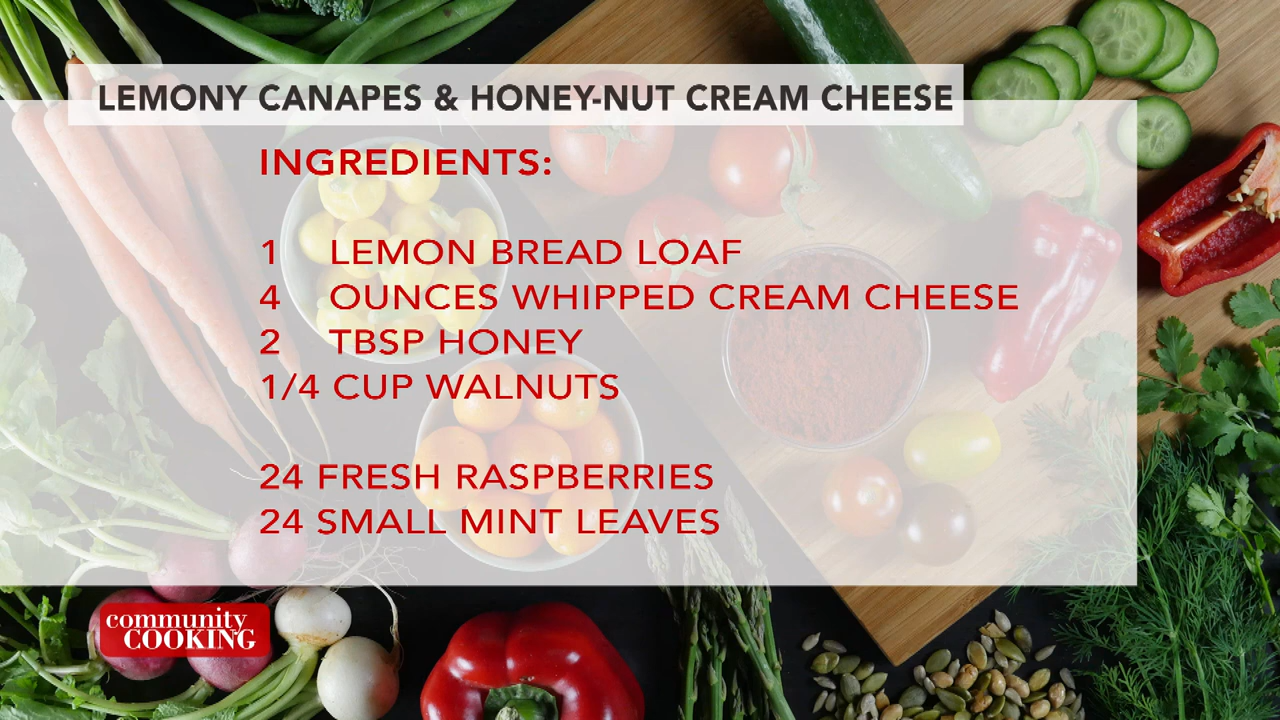 LEMONY CANAPES & HONEY-NUT CREAM CHEESE
INGREDIENTS:
1 LEMON BREAD LOAF
4 OUNCES WHIPPED CREAM CHEESE
2 TBSP HONEY
1/4 CUP WALNUTS
24 FRESH RASPBERRIES
24 SMALL MINT LEAVES
community
COOKING